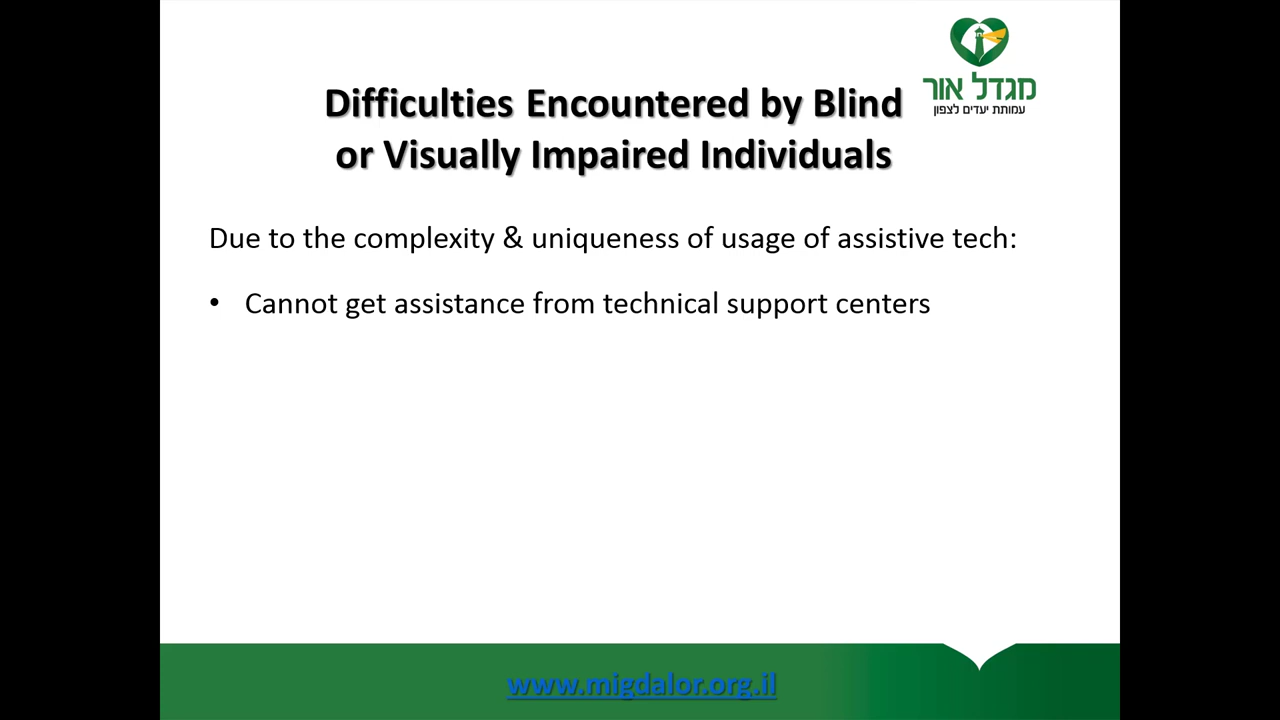 מגדל אור
עמותת יעדים לצפון
Difficulties Encountered by Blind
or Visually Impaired Individuals
Due to the complexity & uniqueness of usage of assistive tech:
• Cannot get assistance from technical support centers
www.migdalor.org.il